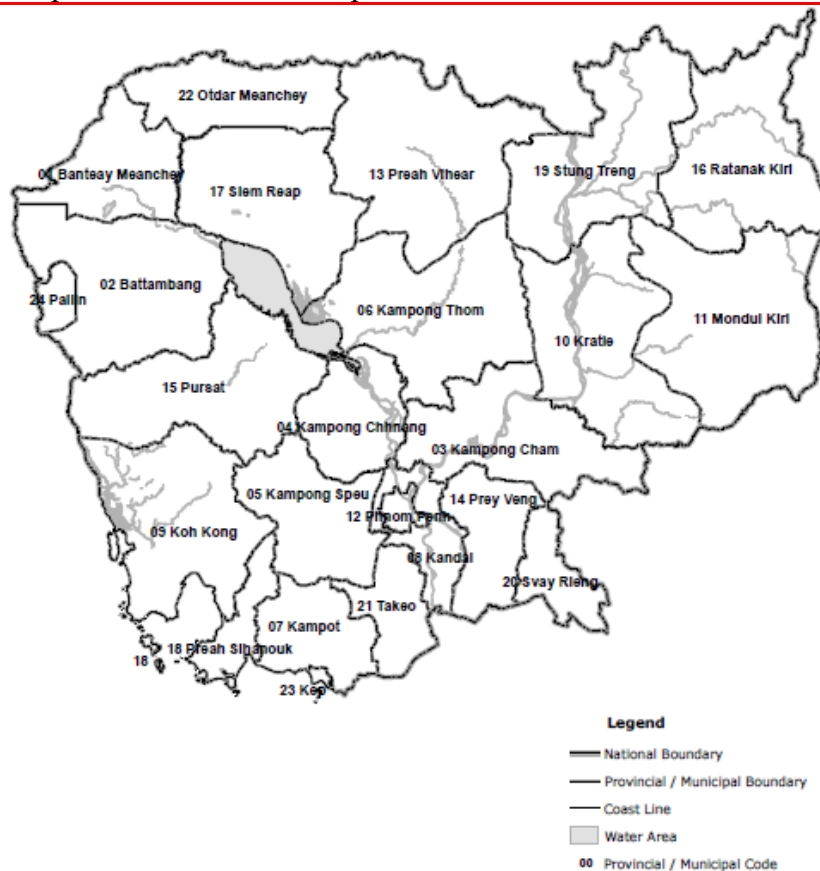 22 Otdar Meanchey
01 Banteay Meanchey
17 Siem Reap
13 Preah Vihear
19 Stung Treng
16 Ratanak Kiri
02 Battambang
24 Pailin
06 Kampong Thom
10 Kratie
11 Mondul Kiri
15 Pursat
04 Kampong Chhnang
03 Kampong Cham
05 Kampong Speu
14 Prey Veng
12 Phnom Penh
09 Koh Kong
08 Kandal
20 Svay Rieng
21 Takeo
07 Kampot
18 Preah Sihanouk
18
23 Kep
Legend
National Boundary
Provincial / Municipal Boundary
Coast Line
Water Area
00 Provincial / Municipal Code